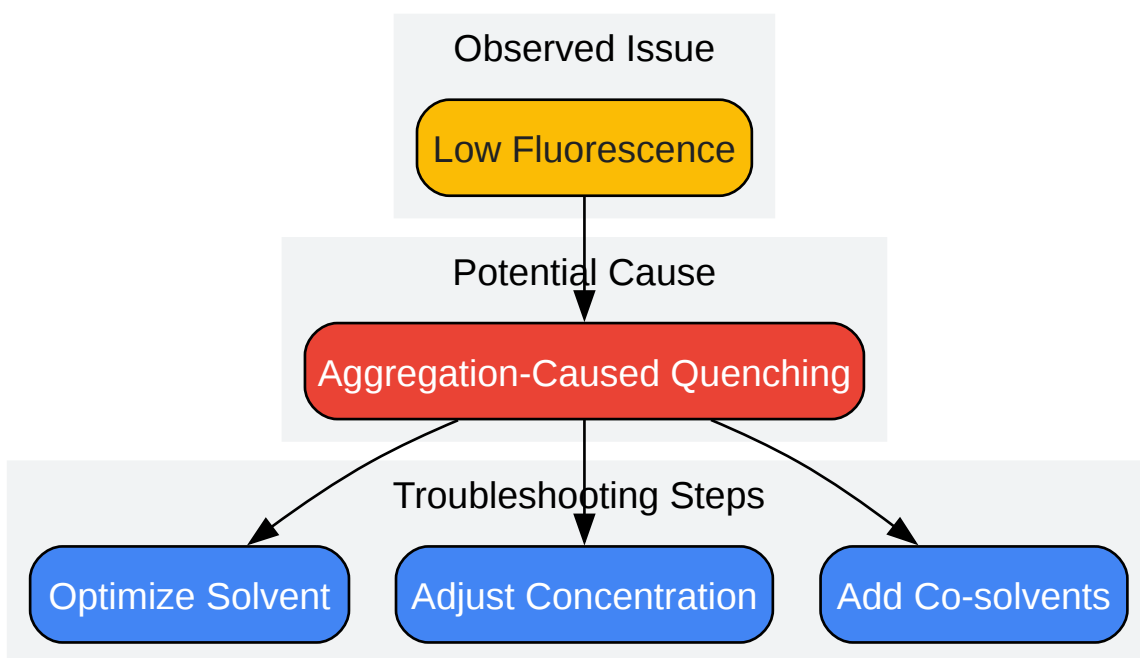 Observed Issue
Low Fluorescence
Potential Cause
Aggregation-Caused Quenching
Troubleshooting Steps
Optimize Solvent
Adjust Concentration
Add Co-solvents